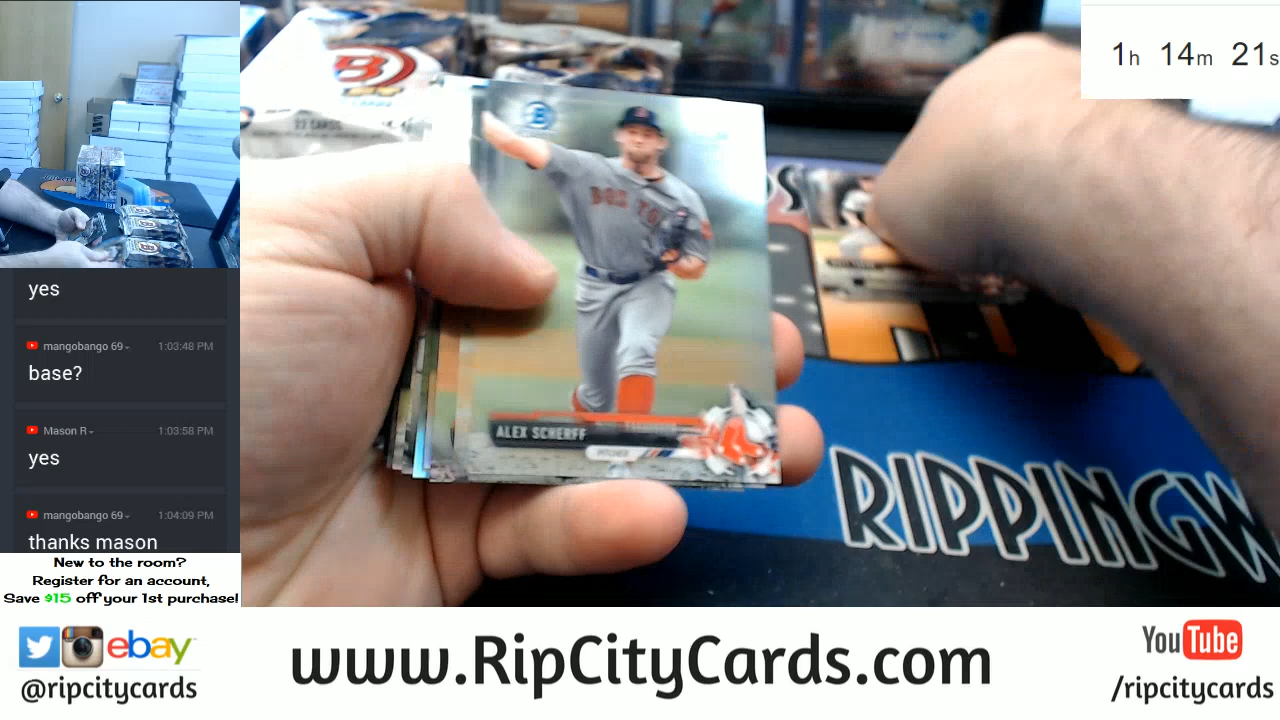 1h 14m 21s
B
22 CARDS
B
BOSTON
ALEX SCHERFF
PITCHER
yes
mangobango 69 1:03:48 PM
base?
Mason R 1:03:58 PM
yes
mangobango 69 1:04:09 PM
thanks mason
New to the room?
Register for an account,
Save $15 off your 1st purchase!
RIPPINGW
ebay
@ripcitycards
www.RipCityCards.com
YouTube
/ripcitycards